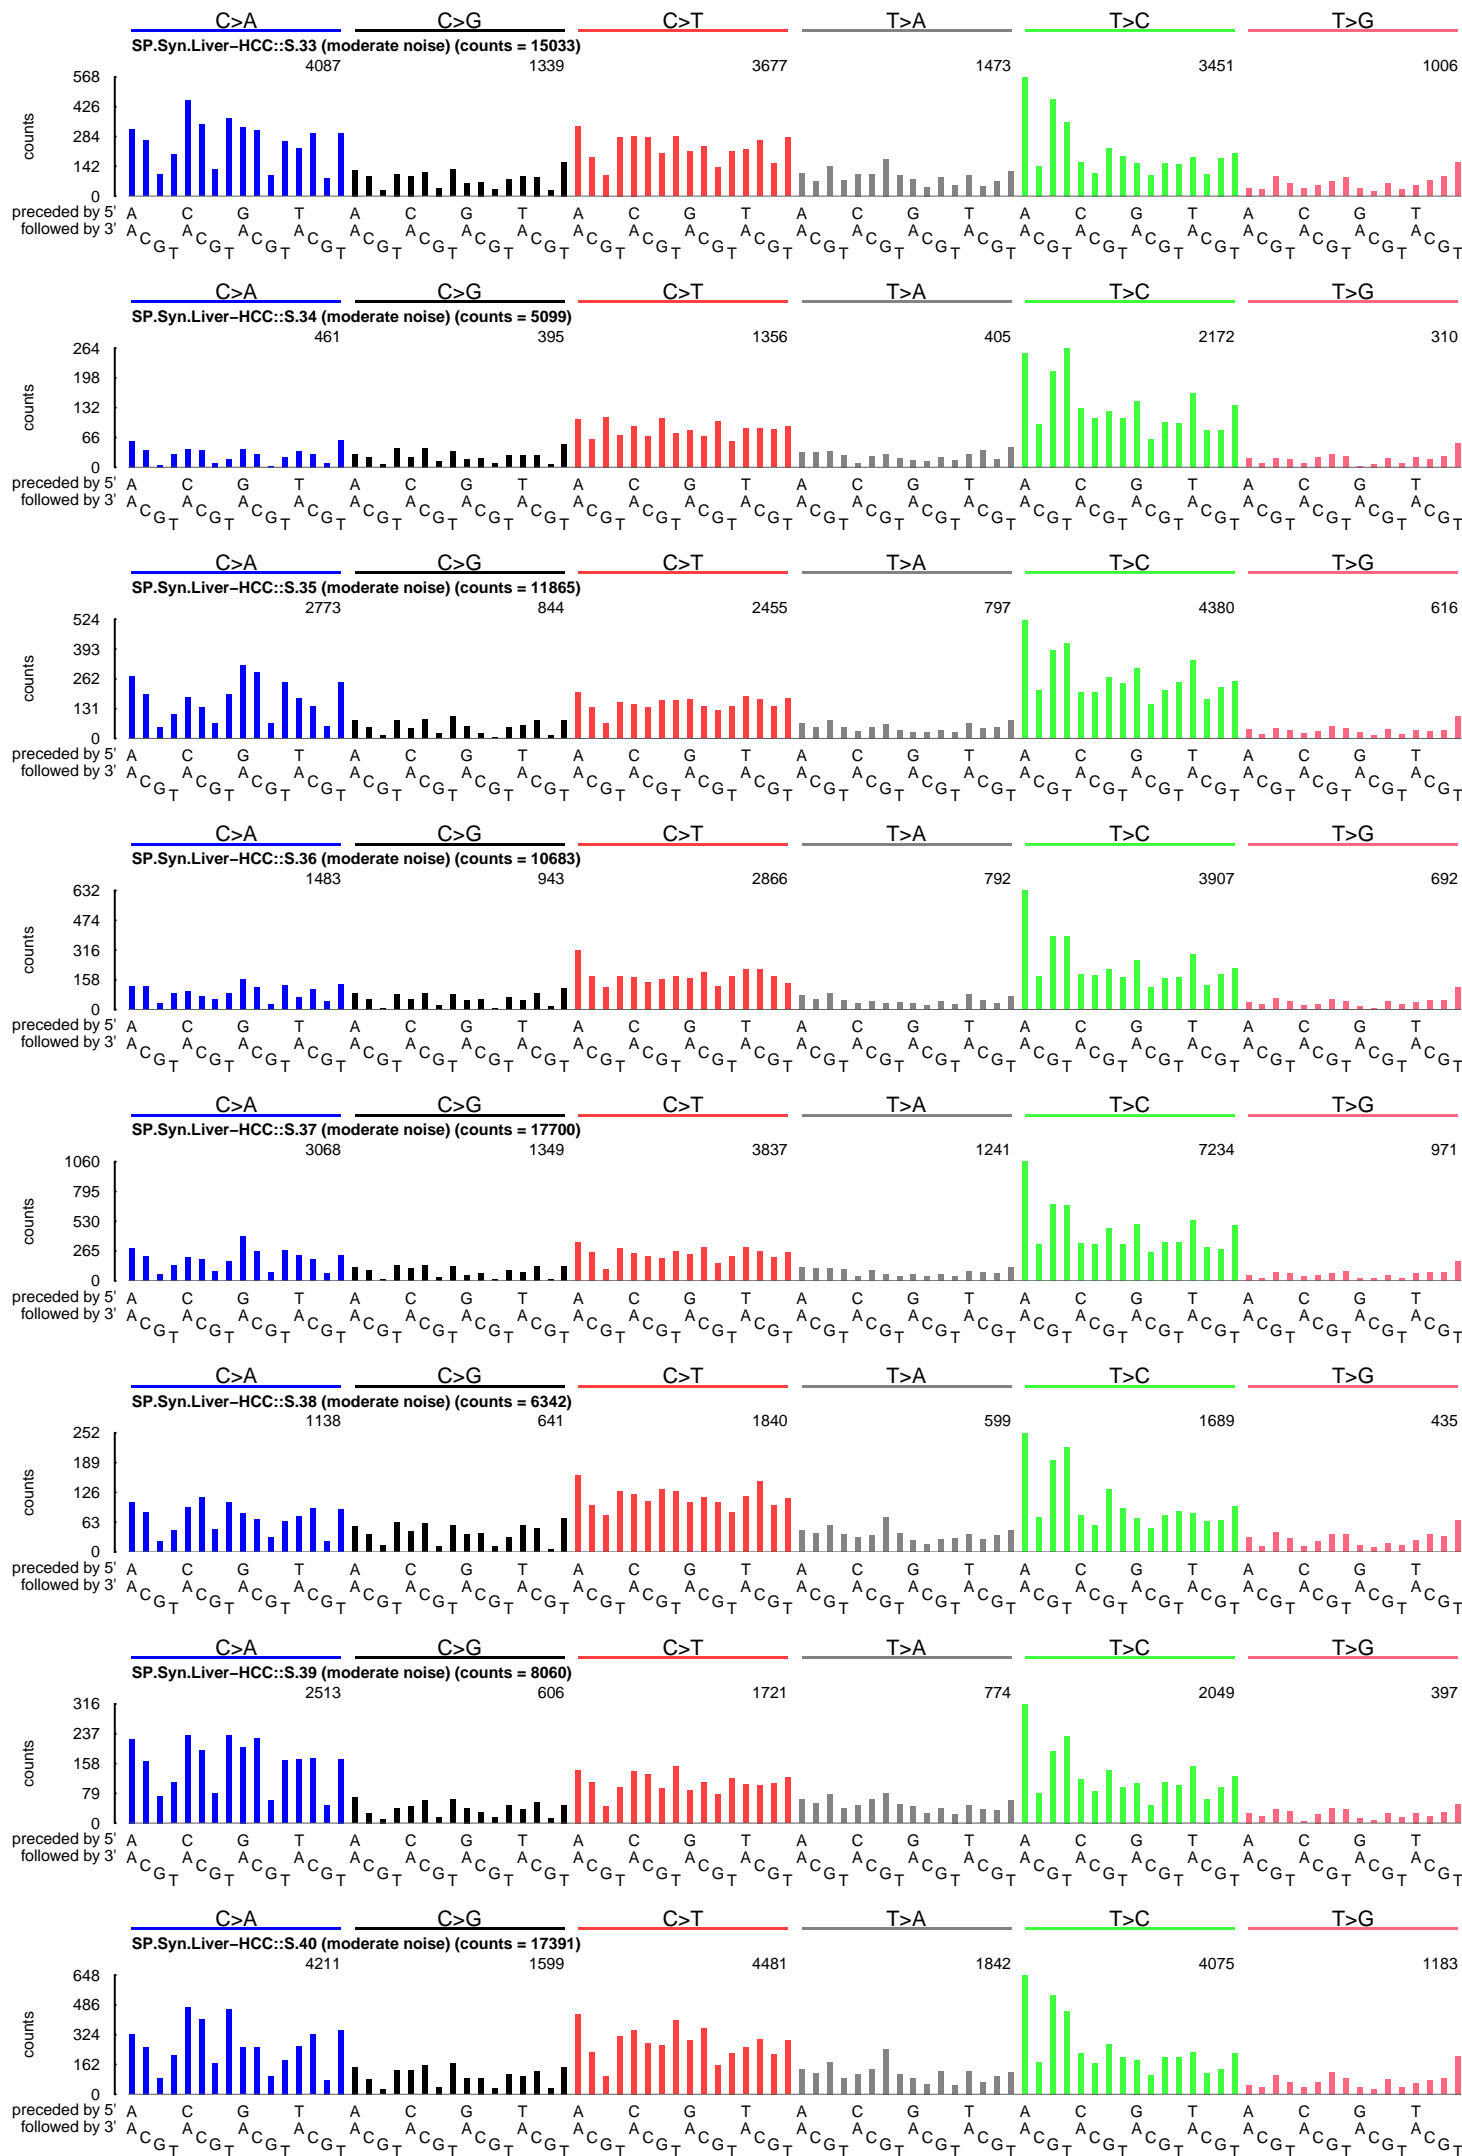 C>A C>G C>T T>A T>C T>G
SP.Syn.Liver−HCC::S.33 (moderate noise) (counts = 15033)
4087 1339 3677 1473 3451 1006
568
426
284
142
0
counts
preceded by 5' A C G T A C G T A C G T A C G T A C G T A C G T
followed by 3' A C G T A C G T A C G T A C G T A C G T A C G T A C G T A C G T A C G T A C G T A C G T A C G T A C G T A C G T A C G T A C G T A C G T A C G T A C G T A C G T A C G T A C G T A C G T A C G T
C>A C>G C>T T>A T>C T>G
SP.Syn.Liver−HCC::S.34 (moderate noise) (counts = 5099)
461 395 1356 405 2172 310
264
198
132
66
0
counts
preceded by 5' A C G T A C G T A C G T A C G T A C G T A C G T
followed by 3' A C G T A C G T A C G T A C G T A C G T A C G T A C G T A C G T A C G T A C G T A C G T A C G T A C G T A C G T A C G T A C G T A C G T A C G T A C G T A C G T A C G T A C G T A C G T A C G T
C>A C>G C>T T>A T>C T>G
SP.Syn.Liver−HCC::S.35 (moderate noise) (counts = 11865)
2773 844 2455 797 4380 616
524
393
262
131
0
counts
preceded by 5' A C G T A C G T A C G T A C G T A C G T A C G T
followed by 3' A C G T A C G T A C G T A C G T A C G T A C G T A C G T A C G T A C G T A C G T A C G T A C G T A C G T A C G T A C G T A C G T A C G T A C G T A C G T A C G T A C G T A C G T A C G T A C G T
C>A C>G C>T T>A T>C T>G
SP.Syn.Liver−HCC::S.36 (moderate noise) (counts = 10683)
1483 943 2866 792 3907 692
632
474
316
158
0
counts
preceded by 5' A C G T A C G T A C G T A C G T A C G T A C G T
followed by 3' A C G T A C G T A C G T A C G T A C G T A C G T A C G T A C G T A C G T A C G T A C G T A C G T A C G T A C G T A C G T A C G T A C G T A C G T A C G T A C G T A C G T A C G T A C G T A C G T
C>A C>G C>T T>A T>C T>G
SP.Syn.Liver−HCC::S.37 (moderate noise) (counts = 17700)
3068 1349 3837 1241 7234 971
1060
795
530
265
0
counts
preceded by 5' A C G T A C G T A C G T A C G T A C G T A C G T
followed by 3' A C G T A C G T A C G T A C G T A C G T A C G T A C G T A C G T A C G T A C G T A C G T A C G T A C G T A C G T A C G T A C G T A C G T A C G T A C G T A C G T A C G T A C G T A C G T A C G T
C>A C>G C>T T>A T>C T>G
SP.Syn.Liver−HCC::S.38 (moderate noise) (counts = 6342)
1138 641 1840 599 1689 435
252
189
126
63
0
counts
preceded by 5' A C G T A C G T A C G T A C G T A C G T A C G T
followed by 3' A C G T A C G T A C G T A C G T A C G T A C G T A C G T A C G T A C G T A C G T A C G T A C G T A C G T A C G T A C G T A C G T A C G T A C G T A C G T A C G T A C G T A C G T A C G T A C G T
C>A C>G C>T T>A T>C T>G
SP.Syn.Liver−HCC::S.39 (moderate noise) (counts = 8060)
2513 606 1721 774 2049 397
316
237
158
79
0
counts
preceded by 5' A C G T A C G T A C G T A C G T A C G T A C G T
followed by 3' A C G T A C G T A C G T A C G T A C G T A C G T A C G T A C G T A C G T A C G T A C G T A C G T A C G T A C G T A C G T A C G T A C G T A C G T A C G T A C G T A C G T A C G T A C G T A C G T
C>A C>G C>T T>A T>C T>G
SP.Syn.Liver−HCC::S.40 (moderate noise) (counts = 17391)
4211 1599 4481 1842 4075 1183
648
486
324
162
0
counts
preceded by 5' A C G T A C G T A C G T A C G T A C G T A C G T
followed by 3' A C G T A C G T A C G T A C G T A C G T A C G T A C G T A C G T A C G T A C G T A C G T A C G T A C G T A C G T A C G T A C G T A C G T A C G T A C G T A C G T A C G T A C G T A C G T A C G T